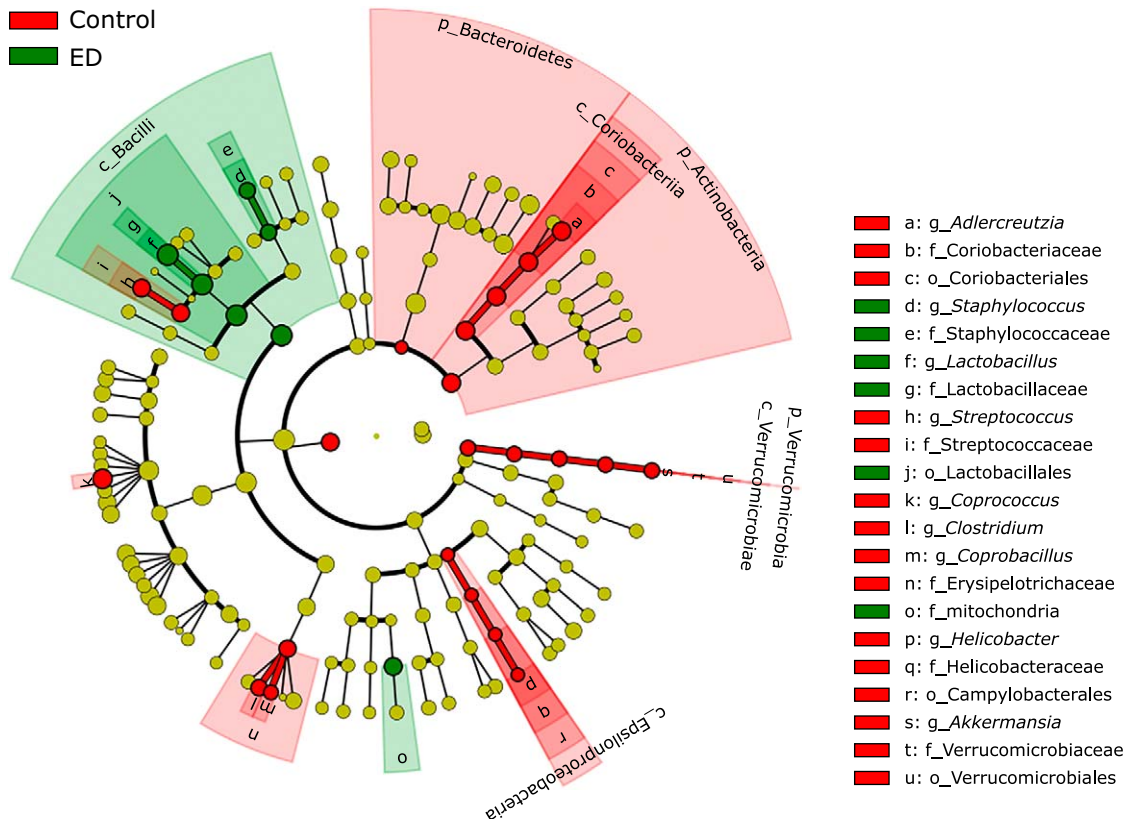 Control
ED
p_Bacteroidetes
c_Coriobacteriia
p_Actinobacteria
c_Bacilli
e
d
j
g
f
i
h
c
b
a
k
s
t
u
p_Verrucomicrobia
c_Verrucomicrobiae
l
m
n
o
p
q
r
c_Epsilonproteobacteria
a: g_Adlercreutzia
b: f_Coriobacteriaceae
c: o_Coriobacteriales
d: g_Staphylococcus
e: f_Staphylococcaceae
f: g_Lactobacillus
g: f_Lactobacillaceae
h: g_Streptococcus
i: f_Streptococcaceae
j: o_Lactobacillales
k: g_Coprococcus
l: g_Clostridium
m: g_Coprobacillus
n: f_Erysipelotrichaceae
o: f_mitochondria
p: g_Helicobacter
q: f_Helicobacteraceae
r: o_Campylobacterales
s: g_Akkermansia
t: f_Verrucomicrobiaceae
u: o_Verrucomicrobiales